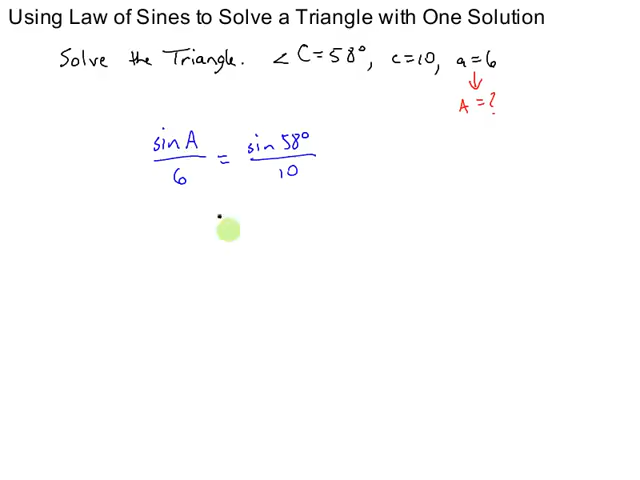 Using Law of Sines to Solve a Triangle with One Solution
Solve the Triangle. ∠ C = 58°, c = 10, a = 6
↓
A = ?
sin A / 6 = sin 58° / 10